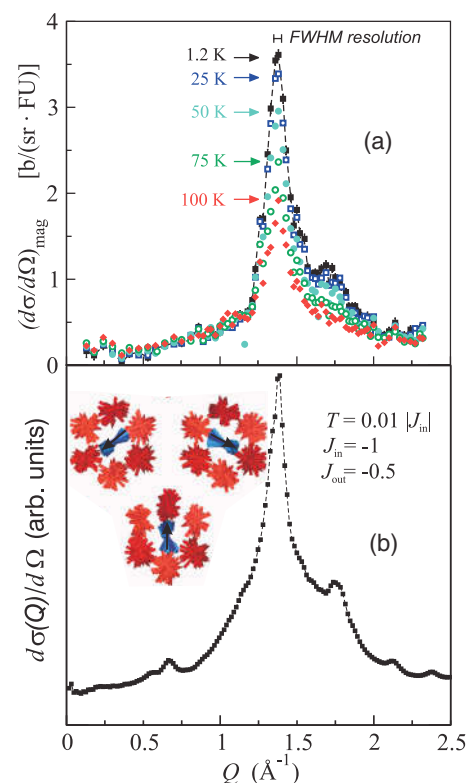 FWHM resolution
1.2 K
25 K
50 K
75 K
100 K
(a)
(dσ/dΩ)mag [b/(sr · FU)]
4
3
2
1
0
T = 0.01 |Jin|
Jin= -1
Jout= -0.5
(b)
dσ(Q)/dΩ (arb. units)
0 0.5 1 1.5 2 2.5
Q (Å-1)